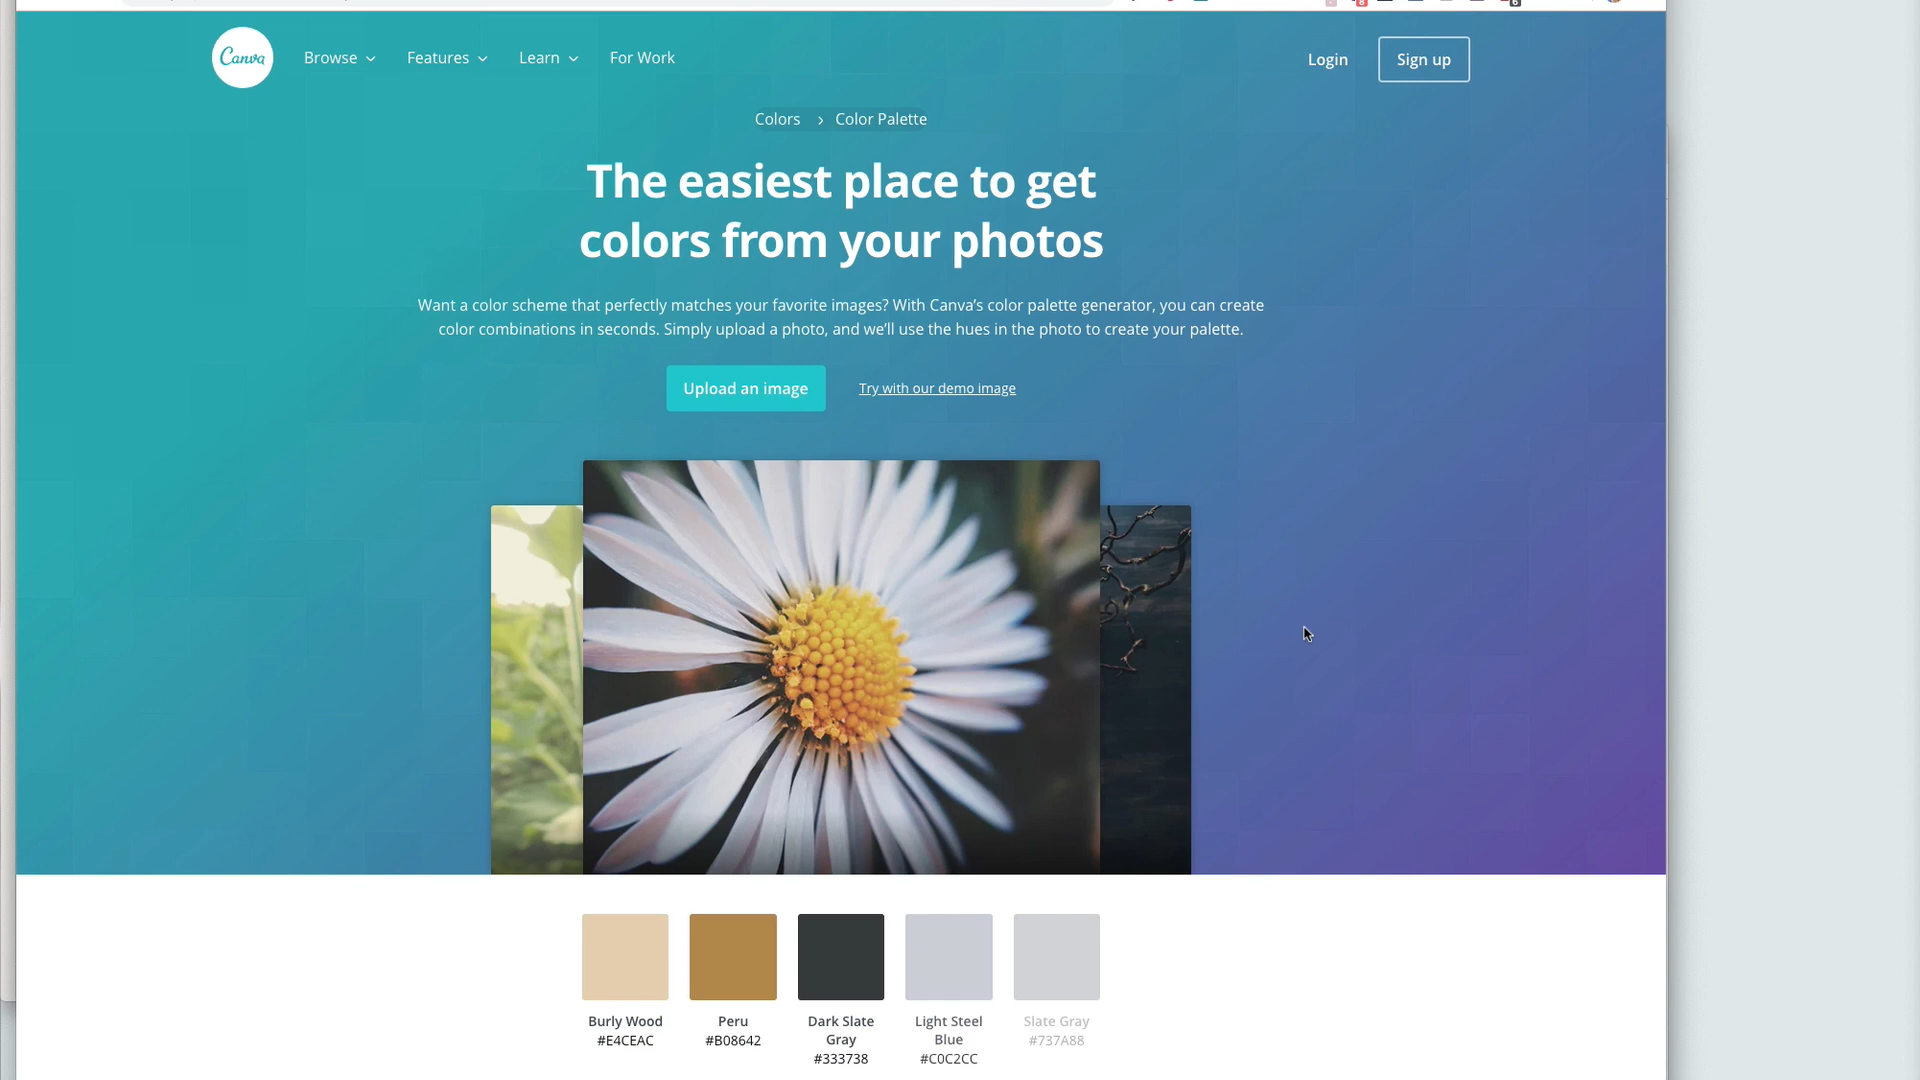 Canva
Browse
Features
Learn
For Work
Login
Sign up
Colors > Color Palette
The easiest place to get
colors from your photos
Want a color scheme that perfectly matches your favorite images? With Canva’s color palette generator, you can create
color combinations in seconds. Simply upload a photo, and we’ll use the hues in the photo to create your palette.
Upload an image
Try with our demo image
Burly Wood
#E4CEAC
Peru
#B08642
Dark Slate
Gray
#333738
Light Steel
Blue
#C0C2CC
Slate Gray
#737A88